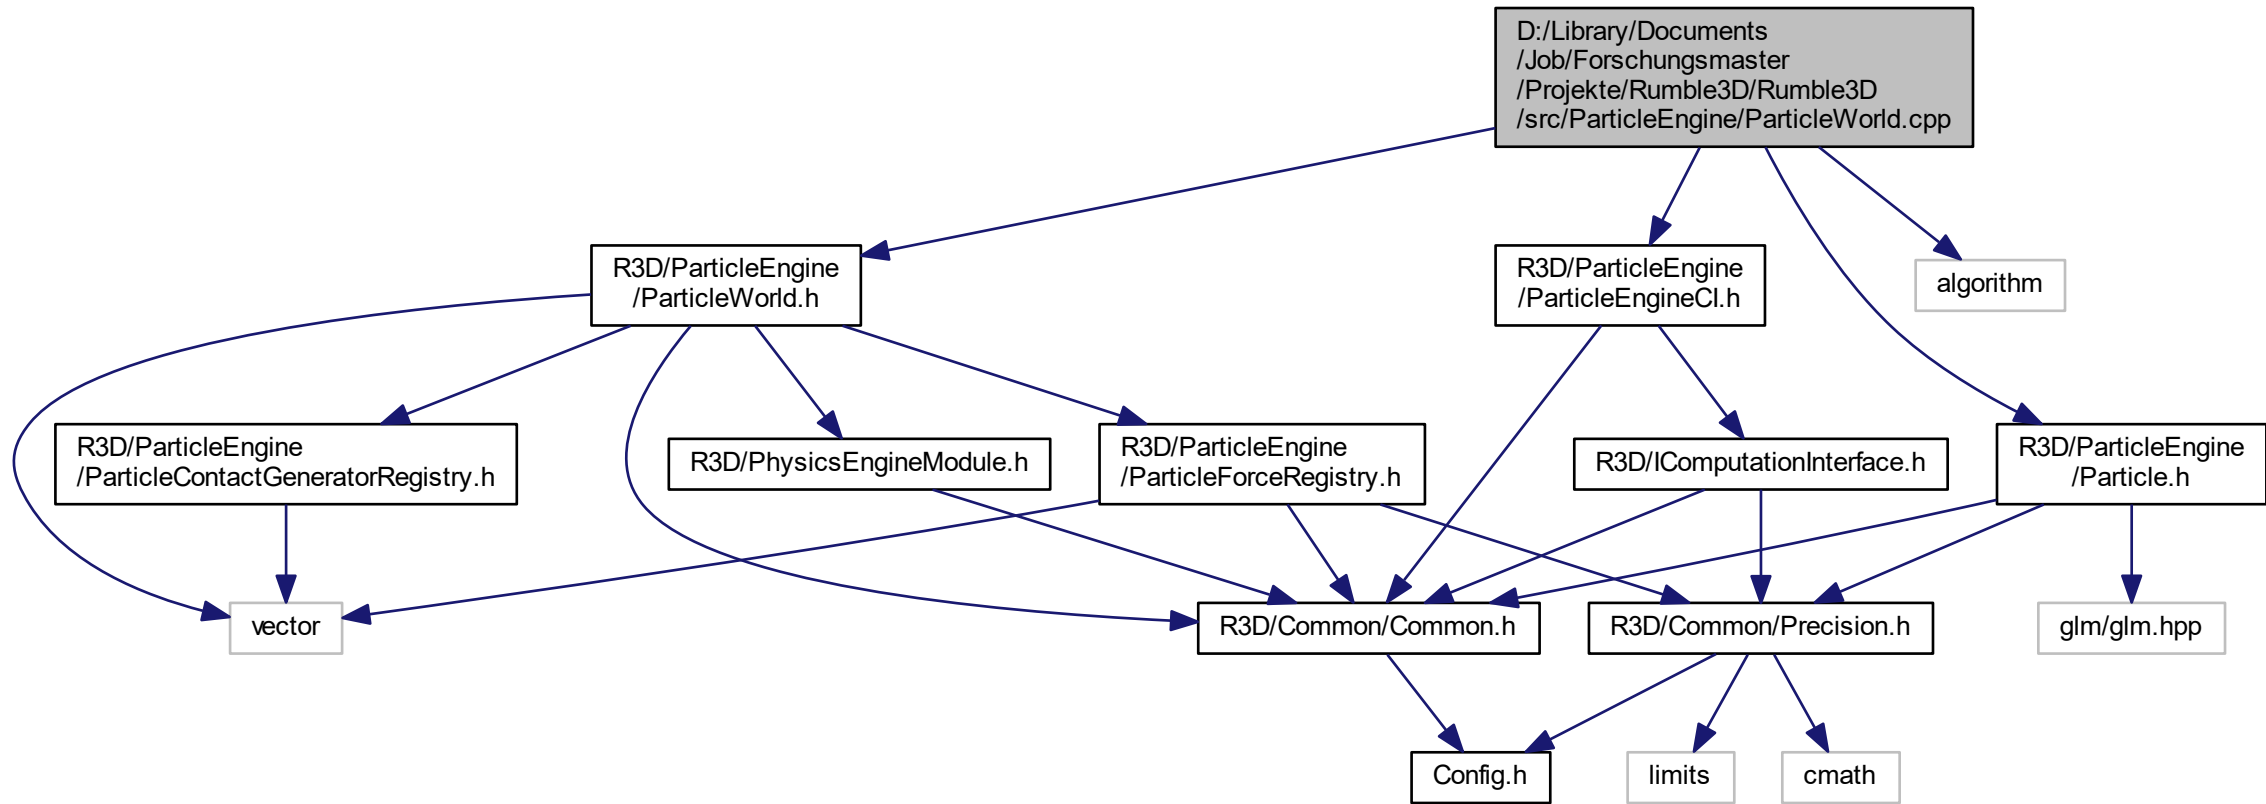 D:/Library/Documents
/Job/Forschungsmaster
/Projekte/Rumble3D/Rumble3D
/src/ParticleEngine/ParticleWorld.cpp
R3D/ParticleEngine
/ParticleWorld.h
R3D/ParticleEngine
/ParticleEngineCI.h
algorithm
R3D/ParticleEngine
/ParticleContactGeneratorRegistry.h
R3D/PhysicsEngineModule.h
R3D/ParticleEngine
/ParticleForceRegistry.h
R3D/IComputationInterface.h
R3D/ParticleEngine
/Particle.h
vector
R3D/Common/Common.h
R3D/Common/Precision.h
glm/glm.hpp
Config.h
limits
cmath